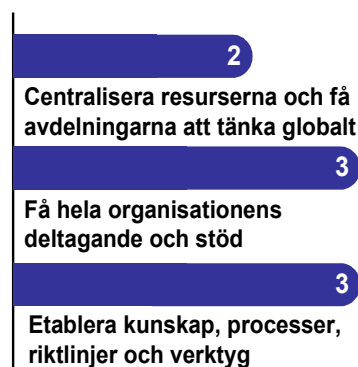 2
Centralisera resurserna och få
avdelningarna att tänka globalt
3
Få hela organisationens
deltagande och stöd
3
Etablera kunskap, processer,
riktlinjer och verktyg